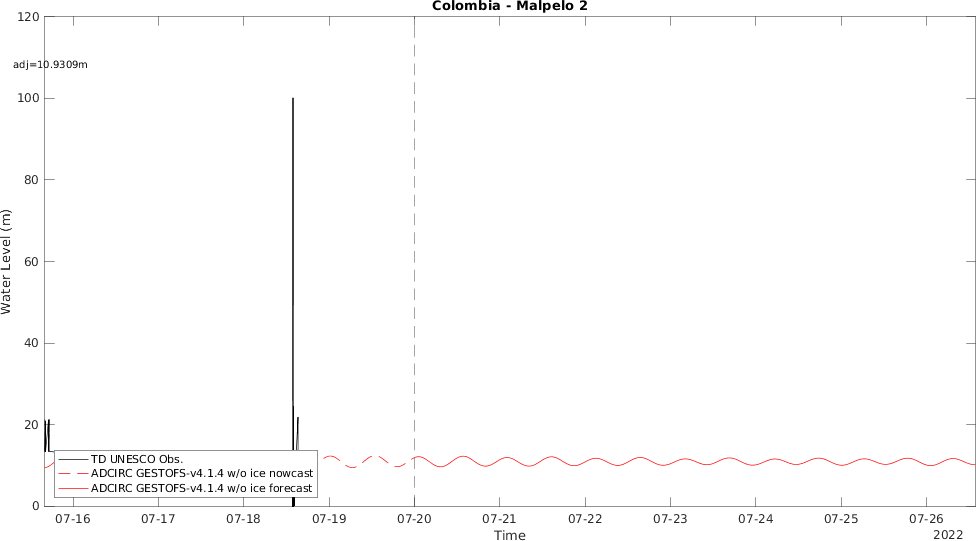 Colombia - Malpelo 2
120
adj=10.9309m
100
80
60
40
20
0
Water Level (m)
TD UNESCO Obs.
ADCIRC GESTOFS-v4.1.4 w/o ice nowcast
ADCIRC GESTOFS-v4.1.4 w/o ice forecast
07-16 07-17 07-18 07-19 07-20 07-21 07-22 07-23 07-24 07-25 07-26
Time
2022